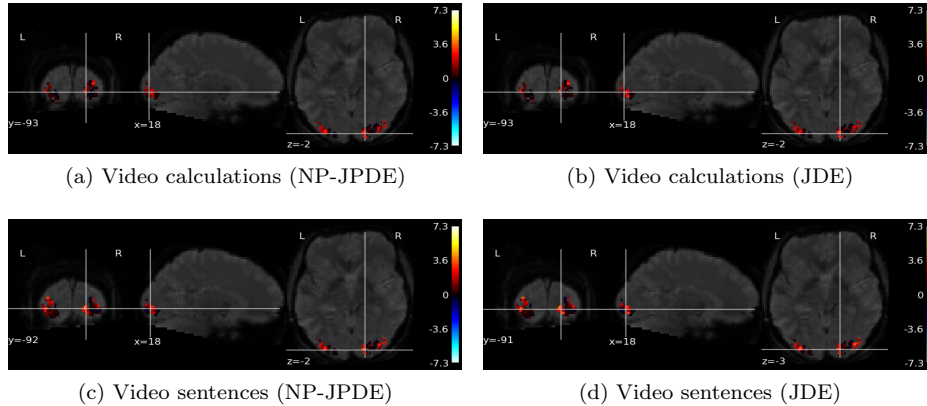 L R L R 7.3
3.6
0
-3.6
-7.3
y=-93 x=18 z=-2
L R L R 7.3
3.6
0
-3.6
-7.3
y=-93 x=18 z=-2
(a) Video calculations (NP-JPDE)
(b) Video calculations (JDE)
L R L R 7.3
3.6
0
-3.6
-7.3
y=-92 x=18 z=-2
L R L R 7.3
3.6
0
-3.6
-7.3
y=-91 x=18 z=-3
(c) Video sentences (NP-JPDE)
(d) Video sentences (JDE)